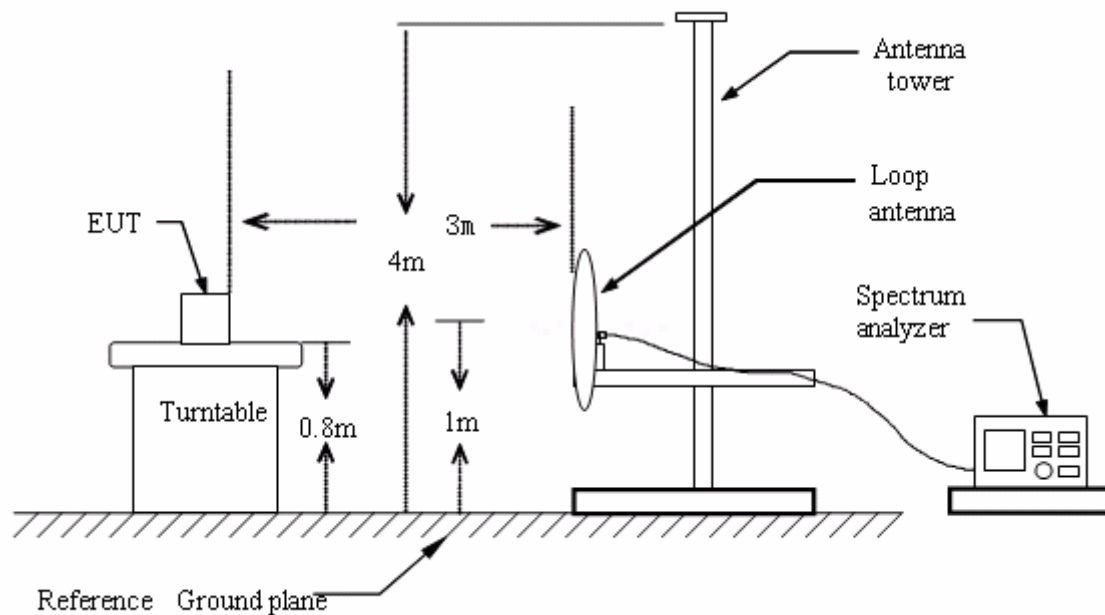 Antenna
tower
Loop
antenna
EUT
3m
4m
Spectrum
analyzer
Turntable
0.8m
1m
Reference Ground plane